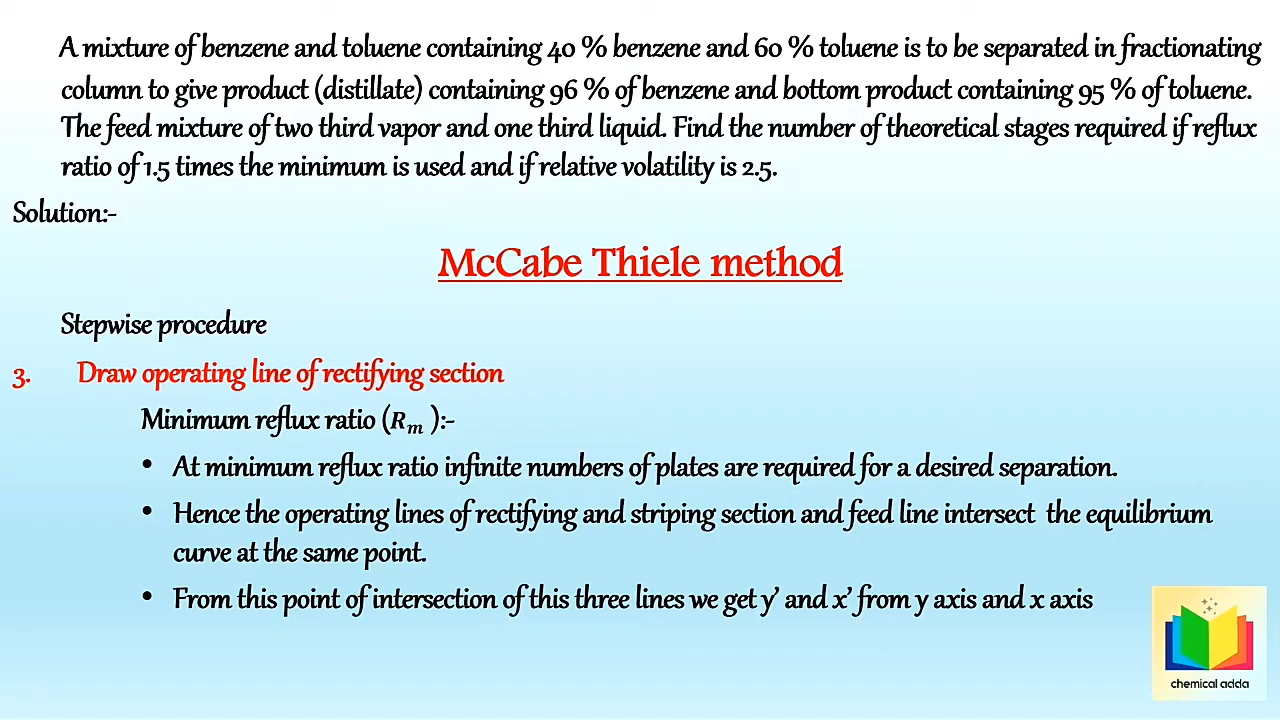 A mixture of benzene and toluene containing 40 % benzene and 60 % toluene is to be separated in fractionating
column to give product (distillate) containing 96 % of benzene and bottom product containing 95 % of toluene.
The feed mixture of two third vapor and one third liquid. Find the number of theoretical stages required if reflux
ratio of 1.5 times the minimum is used and if relative volatility is 2.5.
Solution:-
McCabe Thiele method
Stepwise procedure
3. Draw operating line of rectifying section
Minimum reflux ratio (Rₘ ):-
• At minimum reflux ratio infinite numbers of plates are required for a desired separation.
• Hence the operating lines of rectifying and striping section and feed line intersect the equilibrium
curve at the same point.
• From this point of intersection of this three lines we get y’ and x’ from y axis and x axis
chemical adda